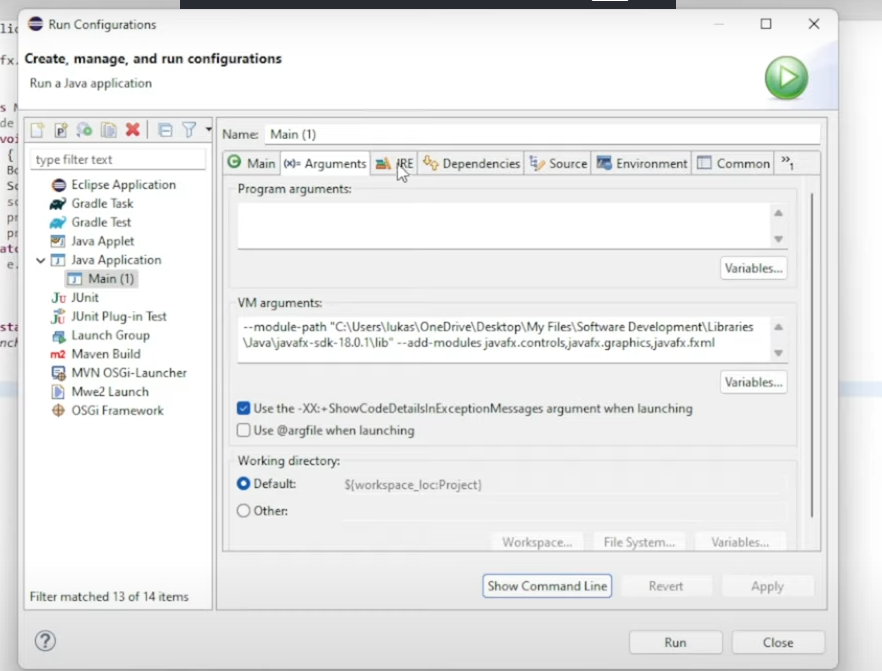 Run Configurations
Create, manage, and run configurations
Run a Java application
Name: Main (1)
type filter text
Main (x)= Arguments JRE Dependencies Source Environment Common »1
Eclipse Application
Gradle Task
Gradle Test
Java Applet
Java Application
Main (1)
JUnit
JUnit Plug-in Test
Launch Group
Maven Build
MVN OSGi-Launcher
Mwe2 Launch
OSGi Framework
Filter matched 13 of 14 items
Program arguments:
Variables...
VM arguments:
--module-path "C:\Users\lukas\OneDrive\Desktop\My Files\Software Development\Libraries
\Java\javafx-sdk-18.0.1\lib" --add-modules javafx.controls,javafx.graphics,javafx.fxml
Variables...
Use the -XX:+ShowCodeDetailsInExceptionMessages argument when launching
Use @argfile when launching
Working directory:
Default: ${workspace_loc:Project}
Other:
Workspace... File System... Variables...
Show Command Line Revert Apply
Run Close